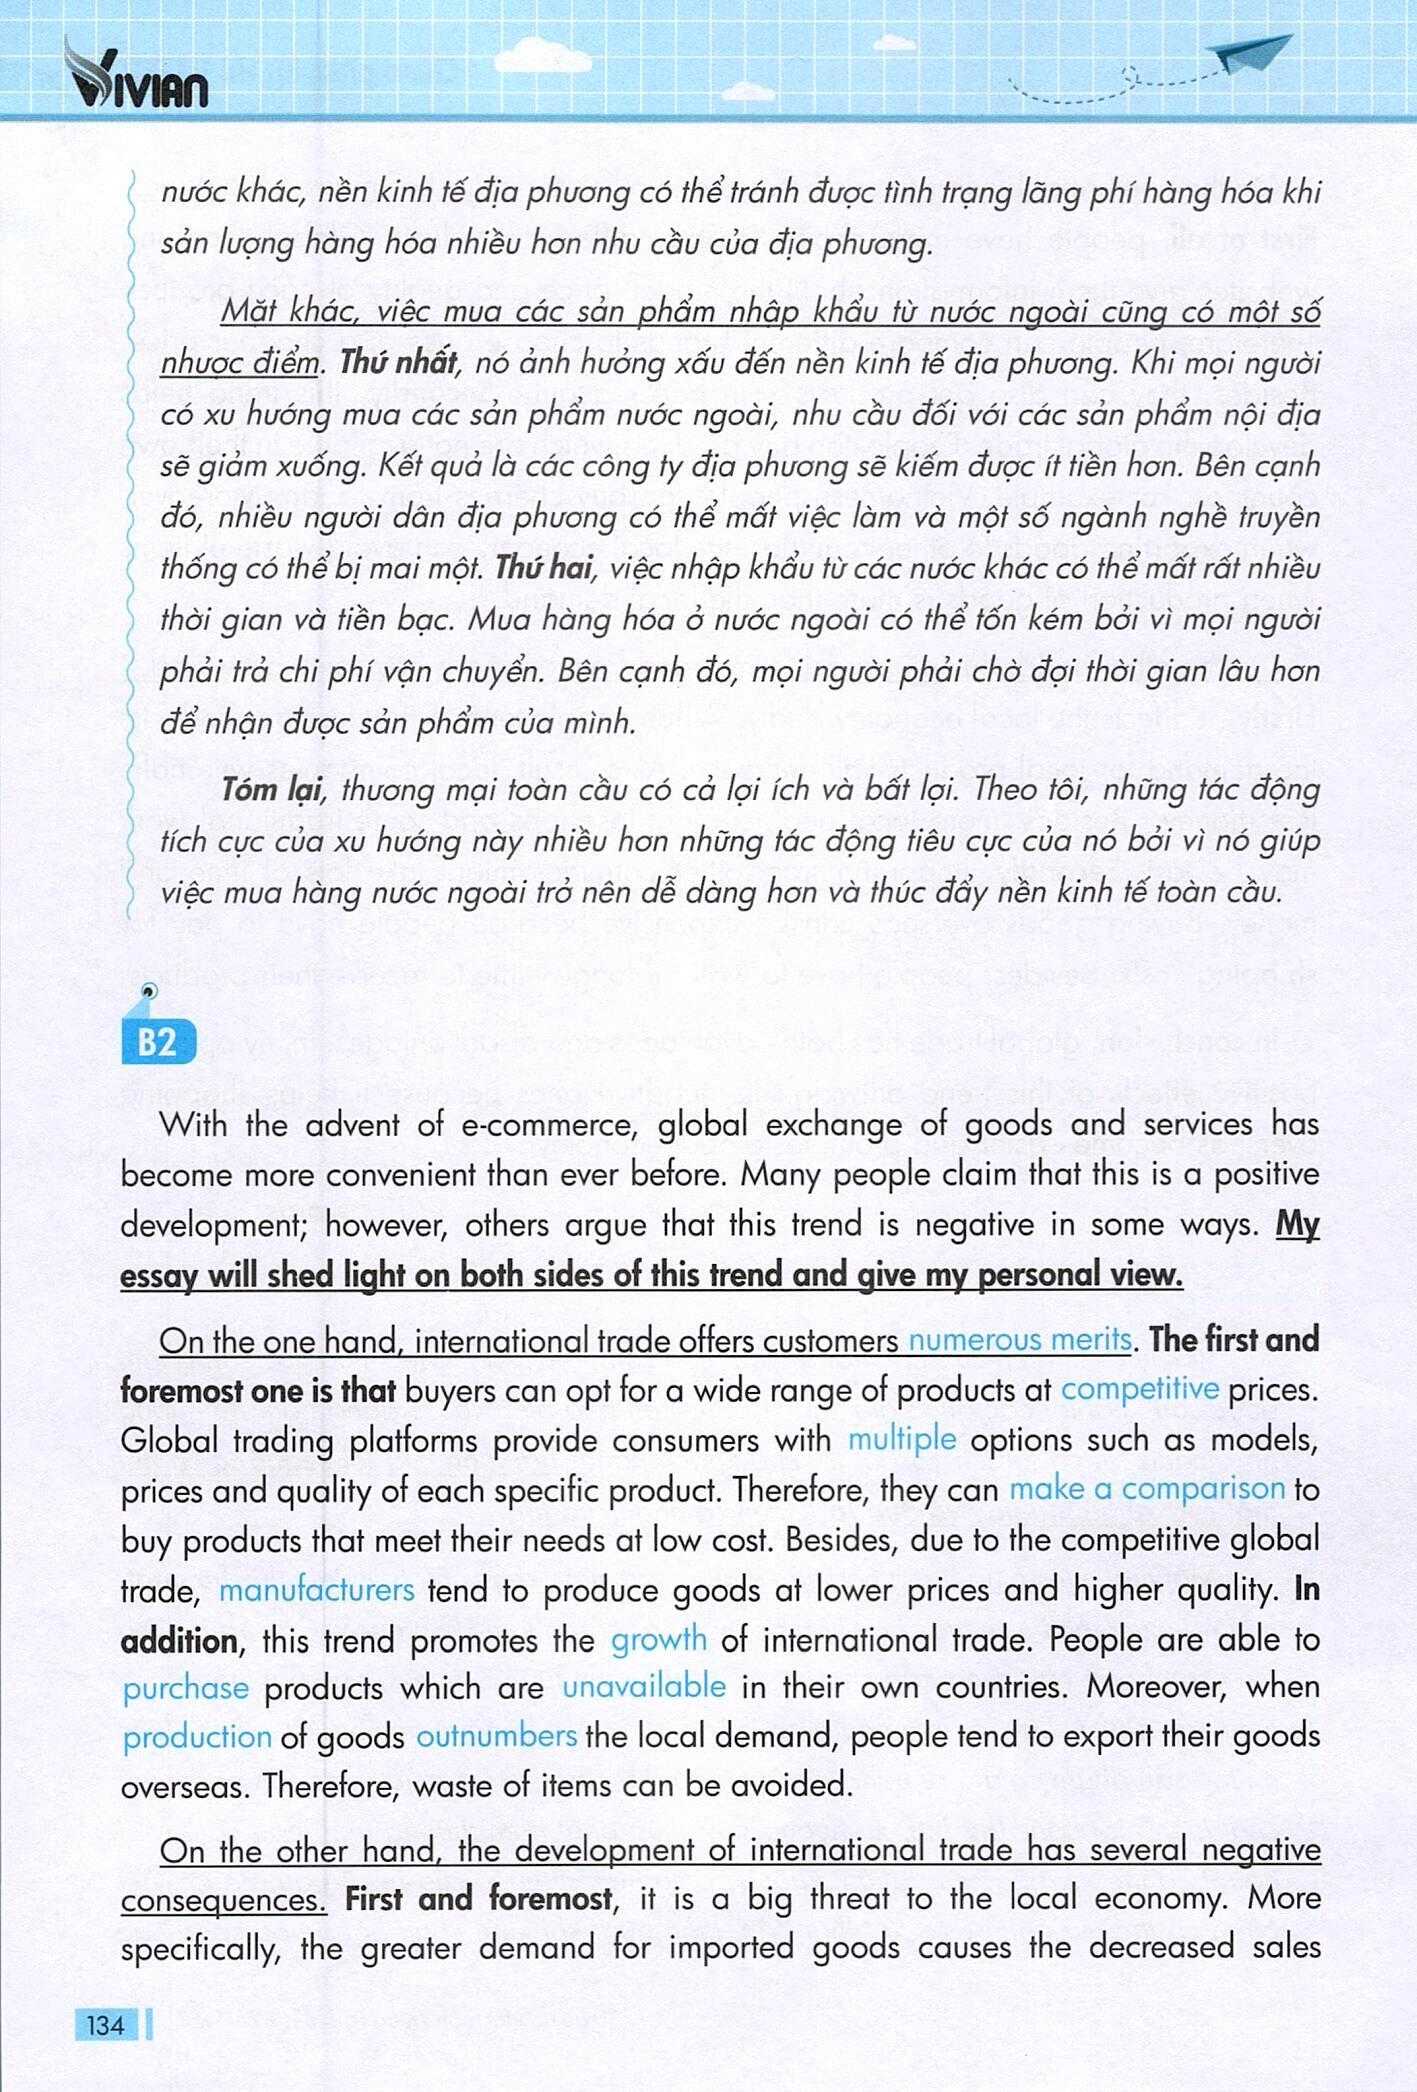 VIVIAN
nước khác, nền kinh tế địa phương có thể tránh được tình trạng lãng phí hàng hóa khi
sản lượng hàng hóa nhiều hơn nhu cầu của địa phương.
Mặt khác, việc mua các sản phẩm nhập khẩu từ nước ngoài cũng có một số
nhược điểm. Thứ nhất, nó ảnh hưởng xấu đến nền kinh tế địa phương. Khi mọi người
có xu hướng mua các sản phẩm nước ngoài, nhu cầu đối với các sản phẩm nội địa
sẽ giảm xuống. Kết quả là các công ty địa phương sẽ kiếm được ít tiền hơn. Bên cạnh
đó, nhiều người dân địa phương có thể mất việc làm và một số ngành nghề truyền
thống có thể bị mai một. Thứ hai, việc nhập khẩu từ các nước khác có thể mất rất nhiều
thời gian và tiền bạc. Mua hàng hóa ở nước ngoài có thể tốn kém bởi vì mọi người
phải trả chi phí vận chuyển. Bên cạnh đó, mọi người phải chờ đợi thời gian lâu hơn
để nhận được sản phẩm của mình.
Tóm lại, thương mại toàn cầu có cả lợi ích và bất lợi. Theo tôi, những tác động
tích cực của xu hướng này nhiều hơn những tác động tiêu cực của nó bởi vì nó giúp
việc mua hàng nước ngoài trở nên dễ dàng hơn và thúc đẩy nền kinh tế toàn cầu.
B2
With the advent of e-commerce, global exchange of goods and services has
become more convenient than ever before. Many people claim that this is a positive
development; however, others argue that this trend is negative in some ways. My
essay will shed light on both sides of this trend and give my personal view.
On the one hand, international trade offers customers numerous merits. The first and
foremost one is that buyers can opt for a wide range of products at competitive prices.
Global trading platforms provide consumers with multiple options such as models,
prices and quality of each specific product. Therefore, they can make a comparison to
buy products that meet their needs at low cost. Besides, due to the competitive global
trade, manufacturers tend to produce goods at lower prices and higher quality. In
addition, this trend promotes the growth of international trade. People are able to
purchase products which are unavailable in their own countries. Moreover, when
production of goods outnumbers the local demand, people tend to export their goods
overseas. Therefore, waste of items can be avoided.
On the other hand, the development of international trade has several negative
consequences. First and foremost, it is a big threat to the local economy. More
specifically, the greater demand for imported goods causes the decreased sales
134